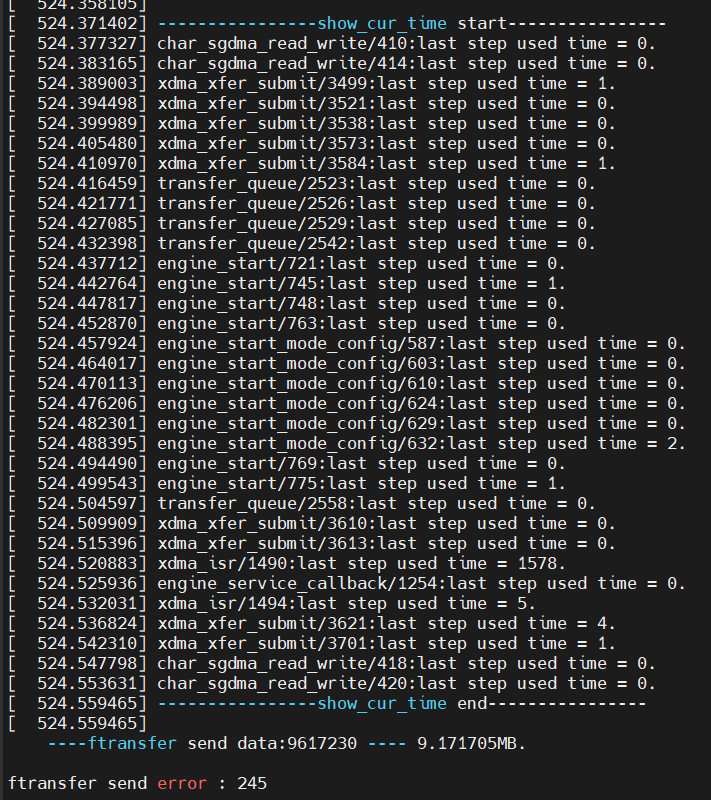 [  524.358105]
[  524.371402] ----------------show_cur_time start----------------
[  524.377327] char_sgdma_read_write/410:last step used time = 0.
[  524.383165] char_sgdma_read_write/414:last step used time = 0.
[  524.389003] xdma_xfer_submit/3499:last step used time = 1.
[  524.394498] xdma_xfer_submit/3521:last step used time = 0.
[  524.399989] xdma_xfer_submit/3538:last step used time = 0.
[  524.405480] xdma_xfer_submit/3573:last step used time = 0.
[  524.410970] xdma_xfer_submit/3584:last step used time = 1.
[  524.416459] transfer_queue/2523:last step used time = 0.
[  524.421771] transfer_queue/2526:last step used time = 0.
[  524.427085] transfer_queue/2529:last step used time = 0.
[  524.432398] transfer_queue/2542:last step used time = 0.
[  524.437712] engine_start/721:last step used time = 0.
[  524.442764] engine_start/745:last step used time = 1.
[  524.447817] engine_start/748:last step used time = 0.
[  524.452870] engine_start/763:last step used time = 0.
[  524.457924] engine_start_mode_config/587:last step used time = 0.
[  524.464017] engine_start_mode_config/603:last step used time = 0.
[  524.470113] engine_start_mode_config/610:last step used time = 0.
[  524.476206] engine_start_mode_config/624:last step used time = 0.
[  524.482301] engine_start_mode_config/629:last step used time = 0.
[  524.488395] engine_start_mode_config/632:last step used time = 2.
[  524.494490] engine_start/769:last step used time = 0.
[  524.499543] engine_start/775:last step used time = 1.
[  524.504597] transfer_queue/2558:last step used time = 0.
[  524.509909] xdma_xfer_submit/3610:last step used time = 0.
[  524.515396] xdma_xfer_submit/3613:last step used time = 0.
[  524.520883] xdma_isr/1490:last step used time = 1578.
[  524.525936] engine_service_callback/1254:last step used time = 0.
[  524.532031] xdma_isr/1494:last step used time = 5.
[  524.536824] xdma_xfer_submit/3621:last step used time = 4.
[  524.542310] xdma_xfer_submit/3701:last step used time = 1.
[  524.547798] char_sgdma_read_write/418:last step used time = 0.
[  524.553631] char_sgdma_read_write/420:last step used time = 0.
[  524.559465] ----------------show_cur_time end----------------
[  524.559465]
----ftransfer send data:9617230 ---- 9.171705MB.
ftransfer send error : 245